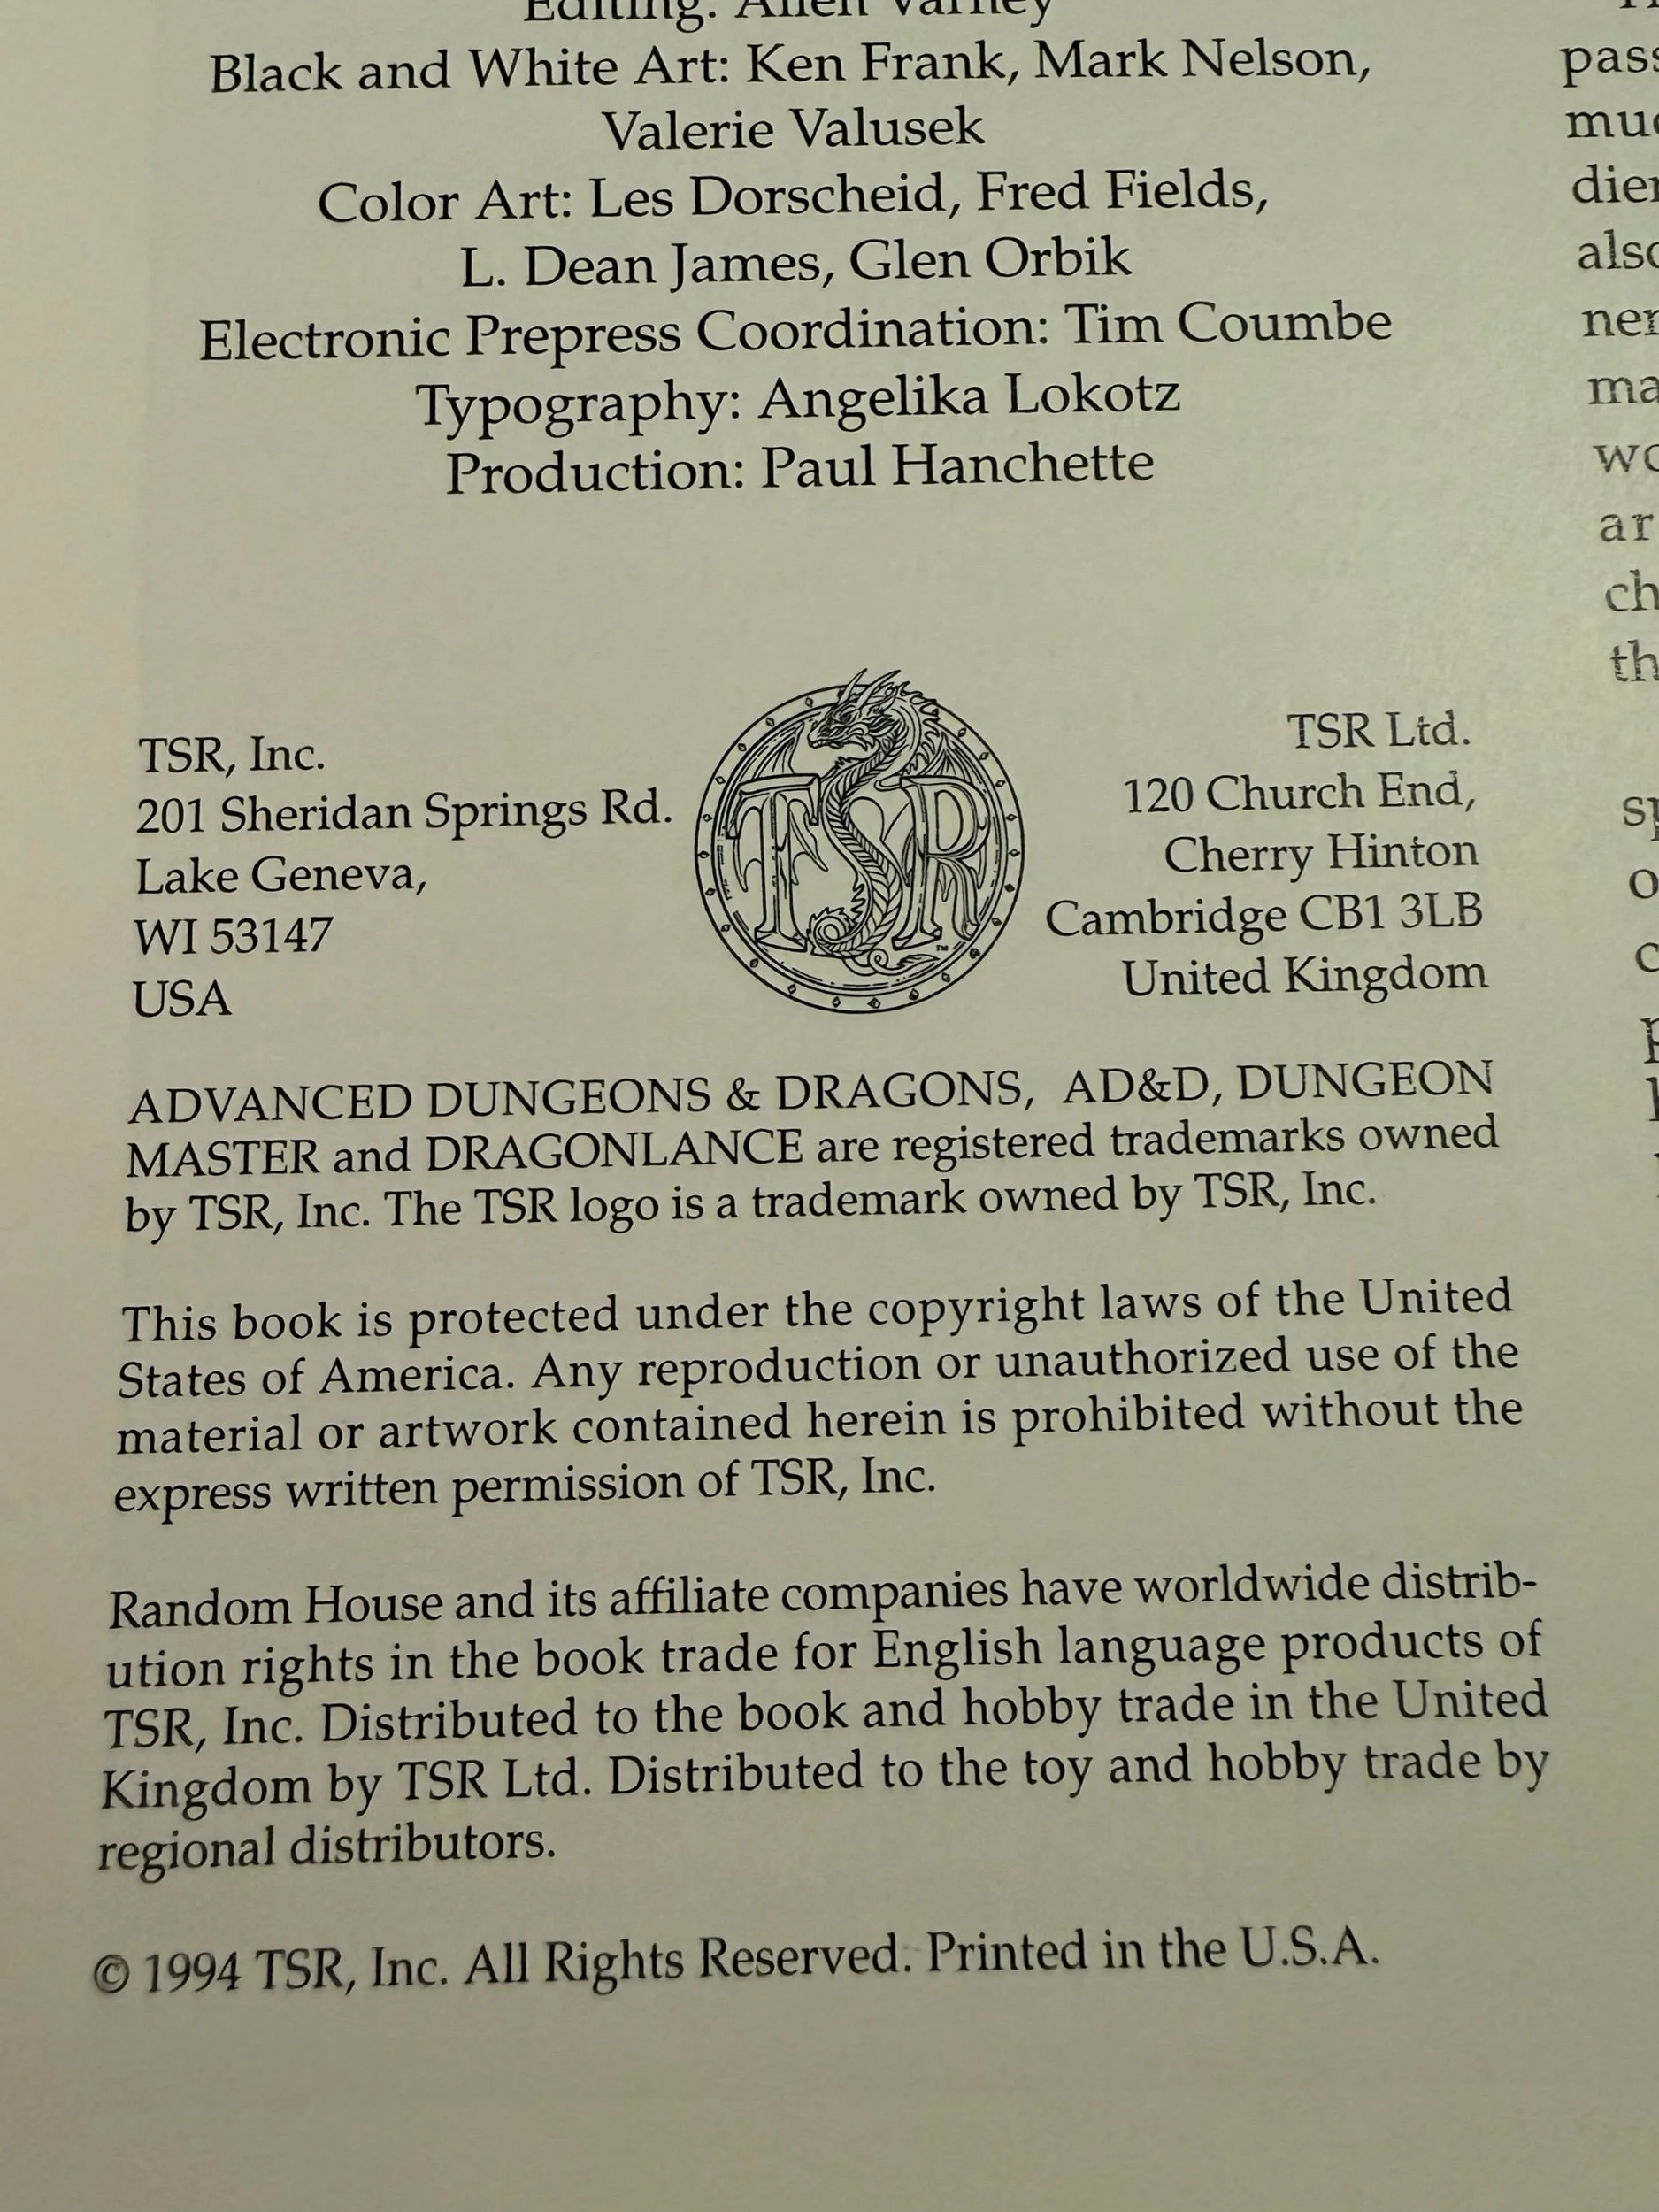 Editing: Allen Varney
Black and White Art: Ken Frank, Mark Nelson,
Valerie Valusek
Color Art: Les Dorscheid, Fred Fields,
L. Dean James, Glen Orbik
Electronic Prepress Coordination: Tim Coumbe
Typography: Angelika Lokotz
Production: Paul Hanchette
TSR, Inc.
201 Sheridan Springs Rd.
Lake Geneva,
WI 53147
USA
TSR
™
TSR Ltd.
120 Church End,
Cherry Hinton
Cambridge CB1 3LB
United Kingdom
ADVANCED DUNGEONS & DRAGONS, AD&D, DUNGEON
MASTER and DRAGONLANCE are registered trademarks owned
by TSR, Inc. The TSR logo is a trademark owned by TSR, Inc.
This book is protected under the copyright laws of the United
States of America. Any reproduction or unauthorized use of the
material or artwork contained herein is prohibited without the
express written permission of TSR, Inc.
Random House and its affiliate companies have worldwide distrib-
ution rights in the book trade for English language products of
TSR, Inc. Distributed to the book and hobby trade in the United
Kingdom by TSR Ltd. Distributed to the toy and hobby trade by
regional distributors.
© 1994 TSR, Inc. All Rights Reserved. Printed in the U.S.A.